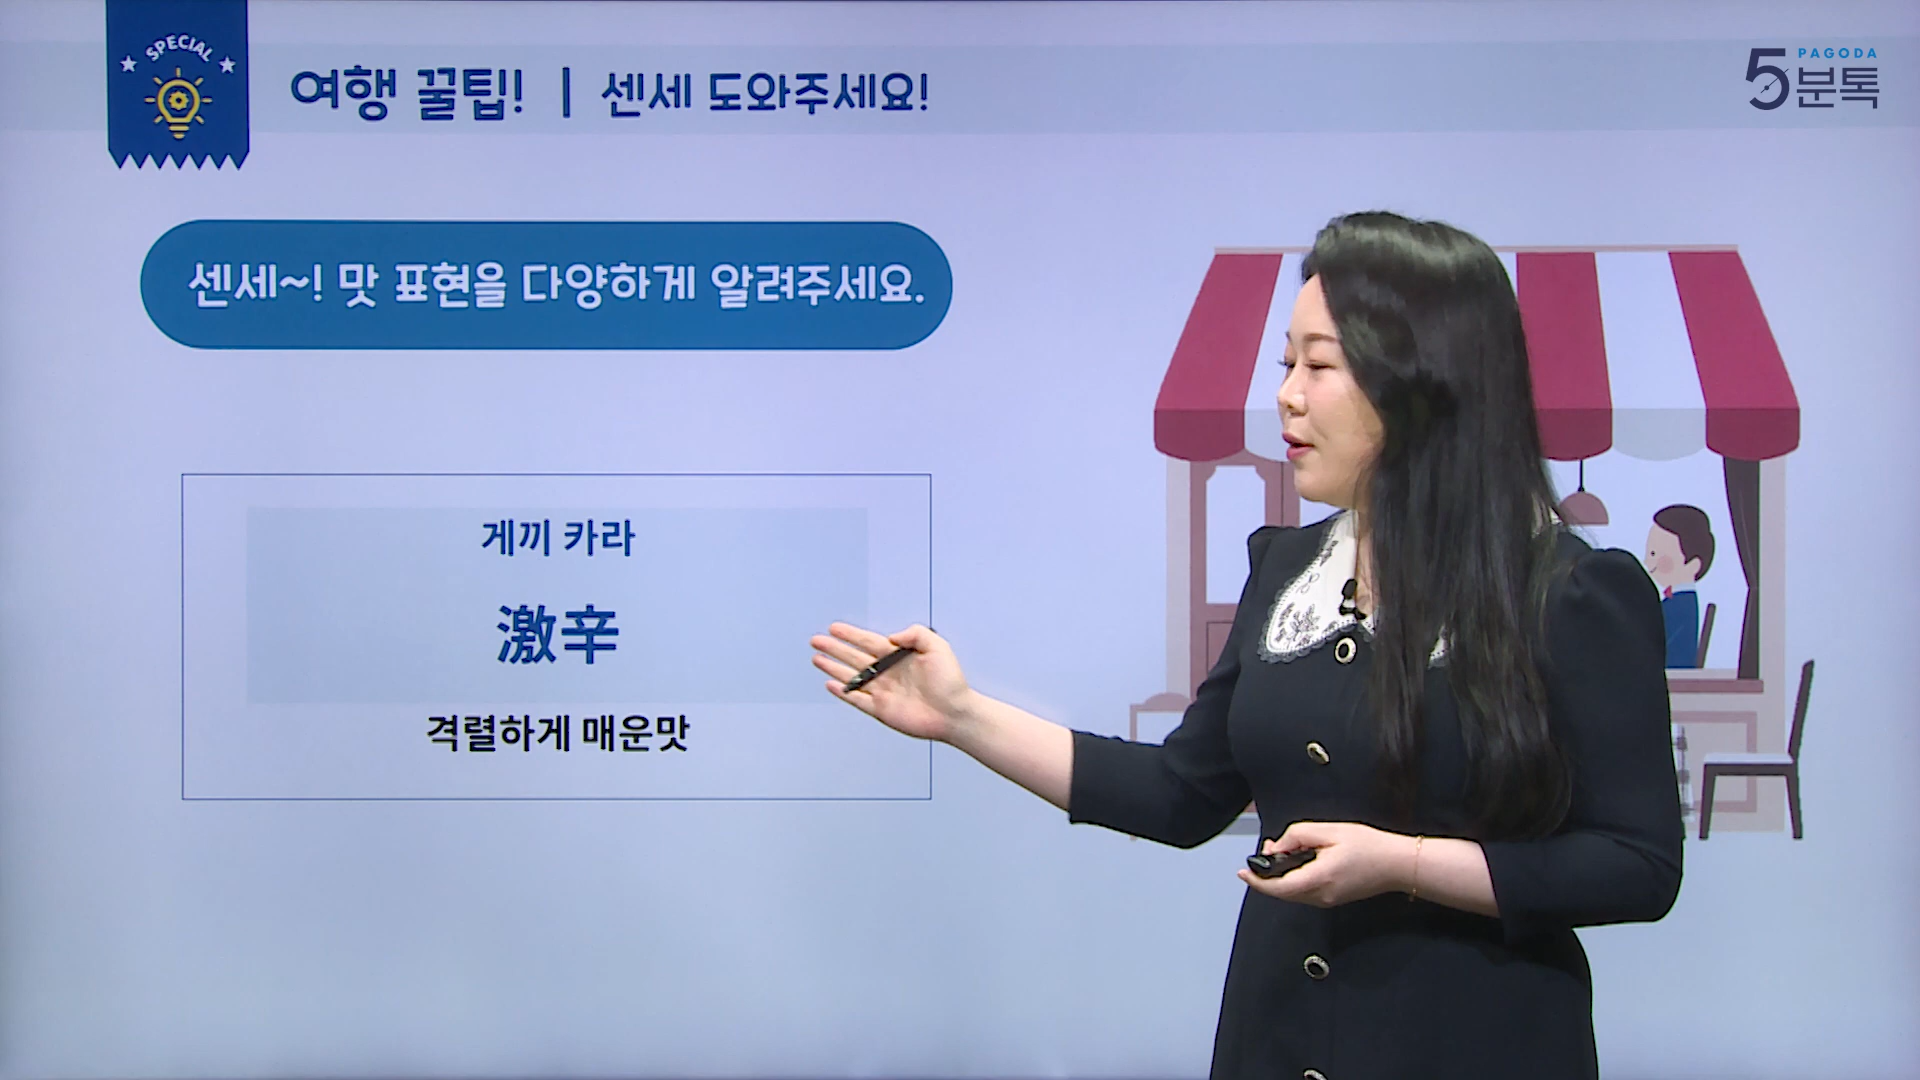 SPECIAL
여행 꿀팁! | 센세 도와주세요!
PAGODA
5분톡
센세~! 맛 표현을 다양하게 알려주세요.
게끼 카라
激辛
격렬하게 매운맛